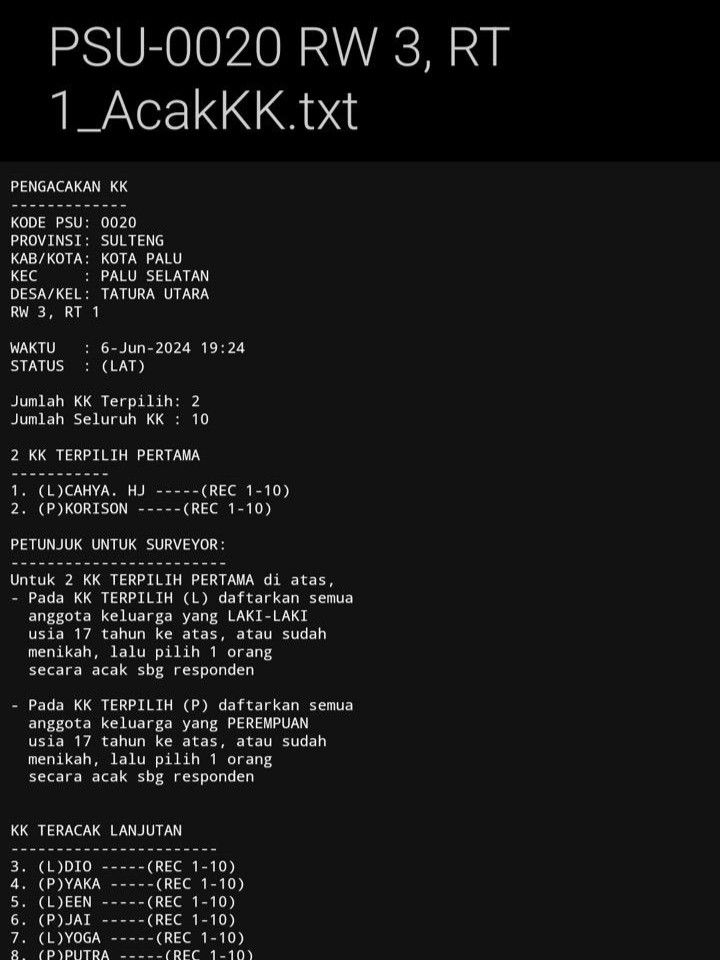 PSU-0020 RW 3, RT
1_AcakKK.txt
PENGACAKAN KK
-------------
KODE PSU: 0020
PROVINSI: SULTENG
KAB/KOTA: KOTA PALU
KEC     : PALU SELATAN
DESA/KEL: TATURA UTARA
RW 3, RT 1
WAKTU   : 6-Jun-2024 19:24
STATUS  : (LAT)
Jumlah KK Terpilih: 2
Jumlah Seluruh KK : 10
2 KK TERPILIH PERTAMA
-----------
1. (L)CAHYA. HJ -----(REC 1-10)
2. (P)KORISON -----(REC 1-10)
PETUNJUK UNTUK SURVEYOR:
------------------------
Untuk 2 KK TERPILIH PERTAMA di atas,
- Pada KK TERPILIH (L) daftarkan semua
  anggota keluarga yang LAKI-LAKI
  usia 17 tahun ke atas, atau sudah
  menikah, lalu pilih 1 orang
  secara acak sbg responden
- Pada KK TERPILIH (P) daftarkan semua
  anggota keluarga yang PEREMPUAN
  usia 17 tahun ke atas, atau sudah
  menikah, lalu pilih 1 orang
  secara acak sbg responden
KK TERACAK LANJUTAN
-----------------------
3. (L)DIO -----(REC 1-10)
4. (P)YAKA -----(REC 1-10)
5. (L)EEN -----(REC 1-10)
6. (P)JAI -----(REC 1-10)
7. (L)YOGA -----(REC 1-10)
8. (P)PUTRA -----(REC 1-10)